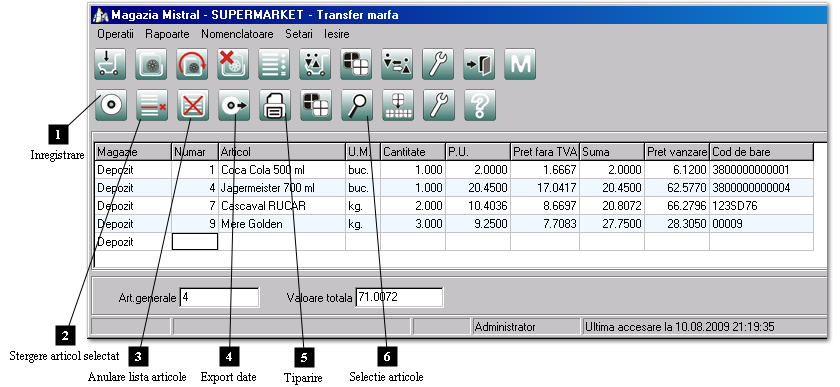 Magazia Mistral - SUPERMARKET - Transfer marfa
Operatii Rapoarte Nomenclatoare Setari Iesire
M
1
Inregistrare
Magazie Numar Articol U.M. Cantitate P.U. Pret fara TVA Suma Pret vanzare Cod de bare
Depozit 1 Coca Cola 500 ml buc. 1.000 2.0000 1.6667 2.0000 6.1200 3800000000001
Depozit 4 Jagermeister 700 ml buc. 1.000 20.4500 17.0417 20.4500 62.5770 3800000000004
Depozit 7 Cascaval RUCAR kg. 2.000 10.4036 8.6697 20.8072 66.2796 123SD76
Depozit 9 Mere Golden kg. 3.000 9.2500 7.7083 27.7500 28.3050 00009
Depozit
Art.generale 4 Valoare totala 71.0072
Administrator Ultima accesare la 10.08.2009 21:19:35
2
Stergere articol selectat
3
Anulare lista articole
4
Export date
5
Tiparire
6
Selectie articole